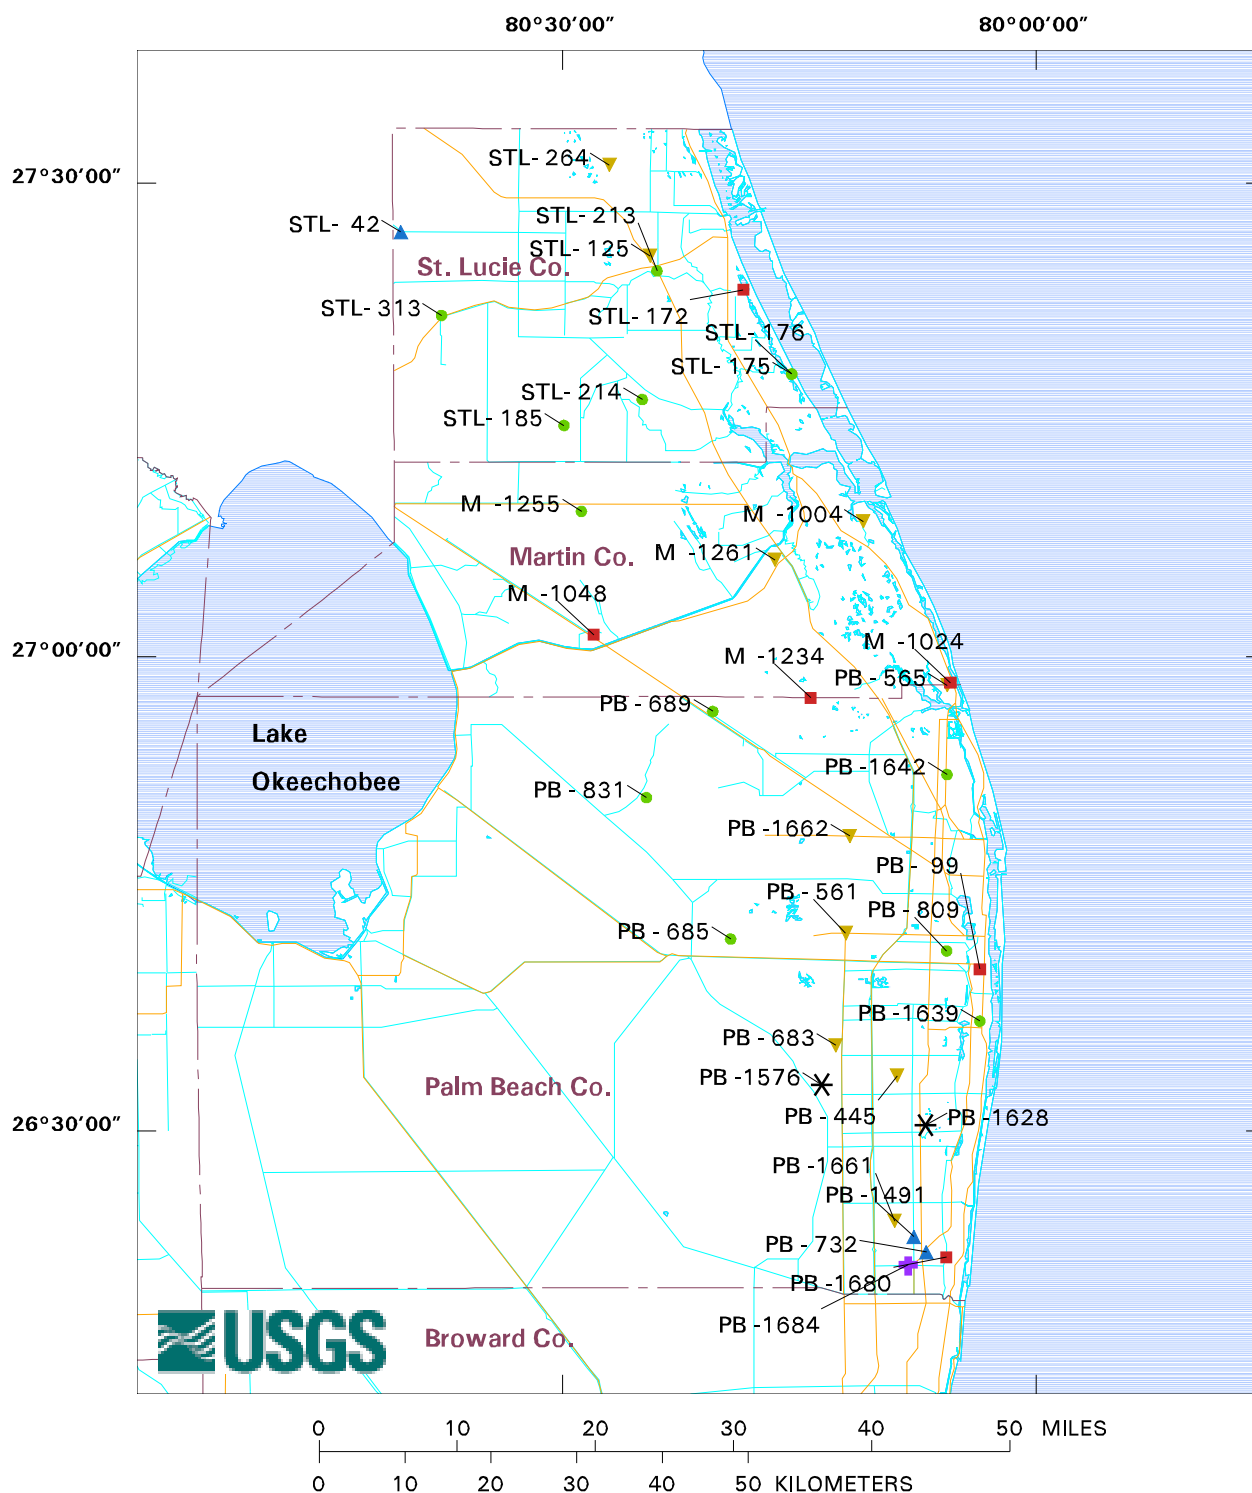 80°30'00" 80°00'00"
STL- 264
27°30'00"
STL- 213
STL- 42
STL- 125
St. Lucie Co.
STL- 313
STL- 172
STL- 176
STL- 175
STL- 214
STL- 185
M -1255
M -1004
Martin Co.
M -1261
M -1048
M -1024
27°00'00"
M -1234
PB - 565
PB - 689
Lake
Okeechobee
PB -1642
PB - 831
PB -1662
PB - 99
PB - 561
PB - 809
PB - 685
PB -1639
PB - 683
PB -1576
Palm Beach Co.
PB - 445
PB -1628
26°30'00"
PB -1661
PB -1491
PB - 732
PB -1680
PB -1684
USGS
Broward Co.
0 10 20 30 40 50 MILES
0 10 20 30 40 50 KILOMETERS